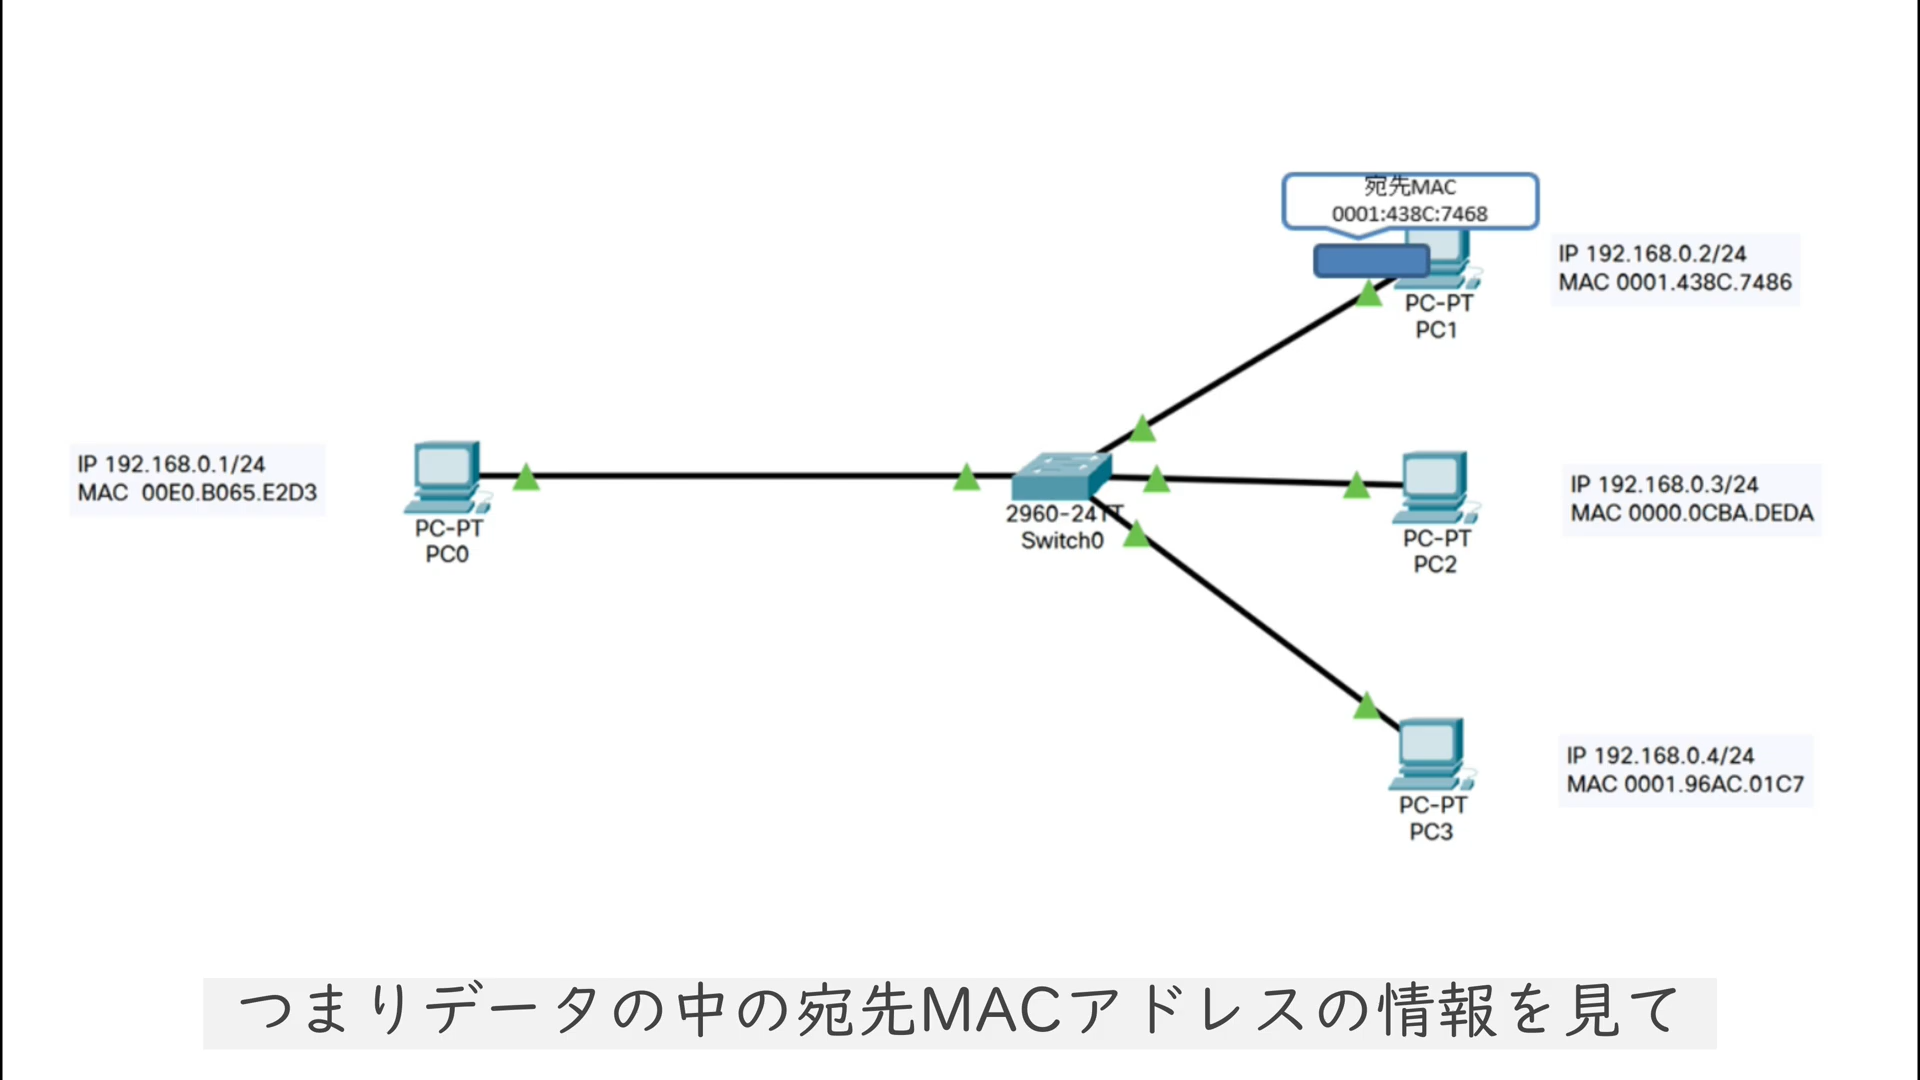 宛先MAC
0001:438C:7468
IP 192.168.0.2/24
MAC 0001.438C.7486
PC-PT
PC1
IP 192.168.0.1/24
MAC 00E0.B065.E2D3
PC-PT
PC0
2960-24TT
Switch0
IP 192.168.0.3/24
MAC 0000.0CBA.DEDA
PC-PT
PC2
IP 192.168.0.4/24
MAC 0001.96AC.01C7
PC-PT
PC3
つまりデータの中の宛先MACアドレスの情報を見て